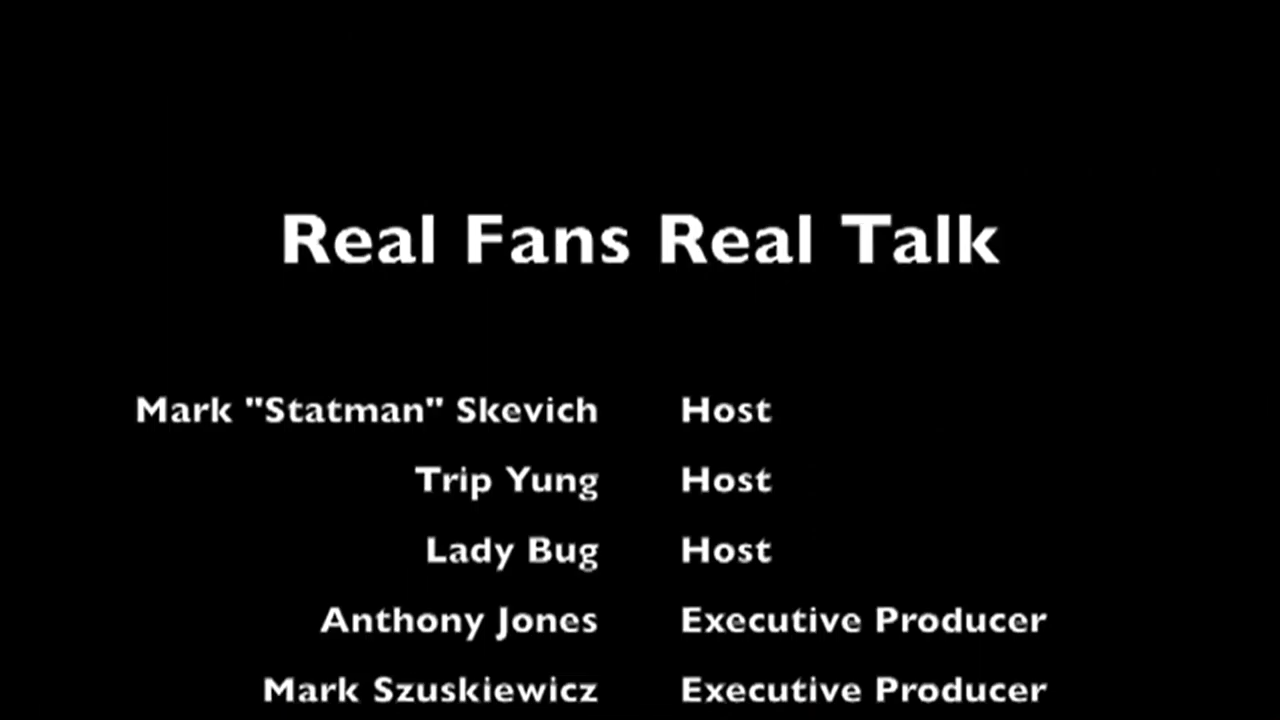 Real Fans Real Talk
Mark "Statman" Skevich Host
Trip Yung Host
Lady Bug Host
Anthony Jones Executive Producer
Mark Szuskiewicz Executive Producer